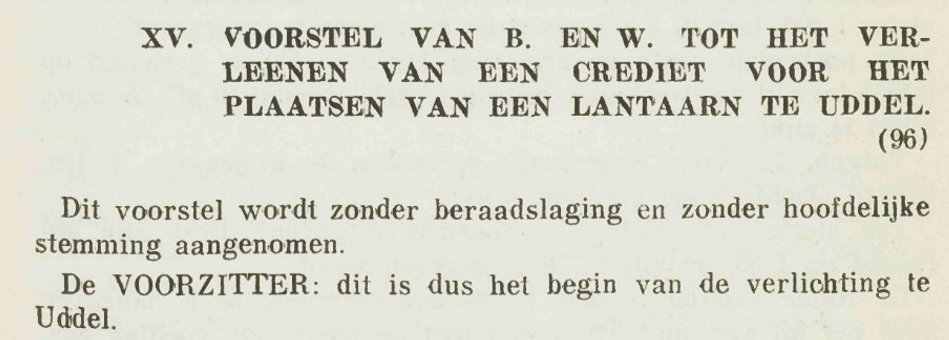 XV. VOORSTEL VAN B. EN W. TOT HET VER-
LEENEN VAN EEN CREDIET VOOR HET
PLAATSEN VAN EEN LANTAARN TE UDDEL.
(96)
Dit voorstel wordt zonder beraadslaging en zonder hoofdelijke
stemming aangenomen.
De VOORZITTER: dit is dus het begin van de verlichting te
Uddel.